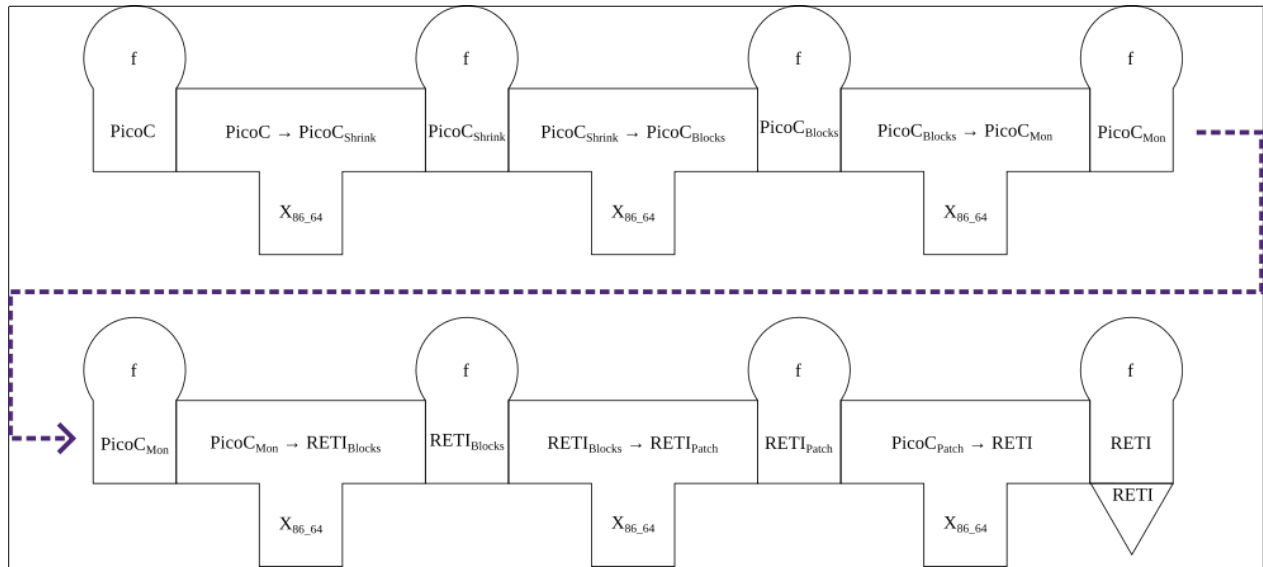 f f f f
PicoC PicoC → PicoC_Shrink PicoC_Shrink PicoC_Shrink → PicoC_Blocks PicoC_Blocks PicoC_Blocks → PicoC_Mon PicoC_Mon
X_86_64 X_86_64 X_86_64
f f f f
PicoC_Mon PicoC_Mon → RETI_Blocks RETI_Blocks RETI_Blocks → RETI_Patch RETI_Patch PicoC_Patch → RETI RETI
RETI
X_86_64 X_86_64 X_86_64